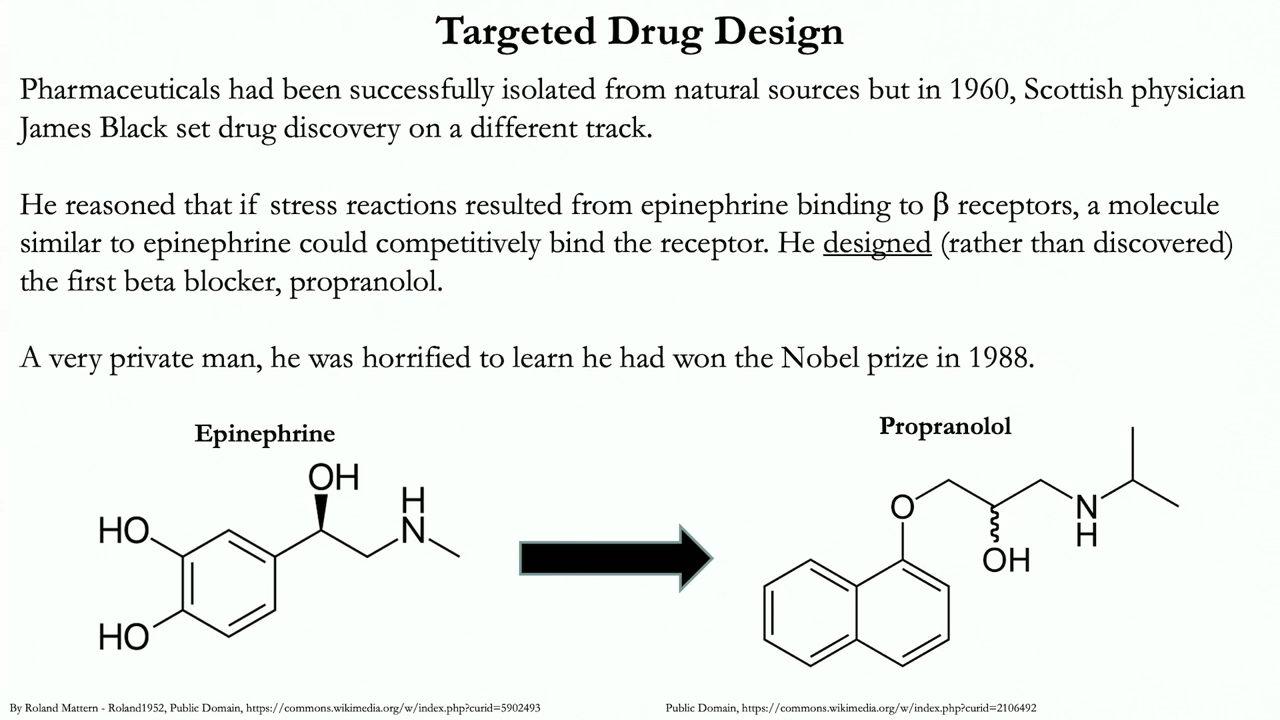 Targeted Drug Design
Pharmaceuticals had been successfully isolated from natural sources but in 1960, Scottish physician
James Black set drug discovery on a different track.
He reasoned that if stress reactions resulted from epinephrine binding to β receptors, a molecule
similar to epinephrine could competitively bind the receptor. He designed (rather than discovered)
the first beta blocker, propranolol.
A very private man, he was horrified to learn he had won the Nobel prize in 1988.
Epinephrine
OH
H
N
HO
HO
Propranolol
O
N
H
OH
By Roland Mattern - Roland1952, Public Domain, https://commons.wikimedia.org/w/index.php?curid=5902493
Public Domain, https://commons.wikimedia.org/w/index.php?curid=2106492